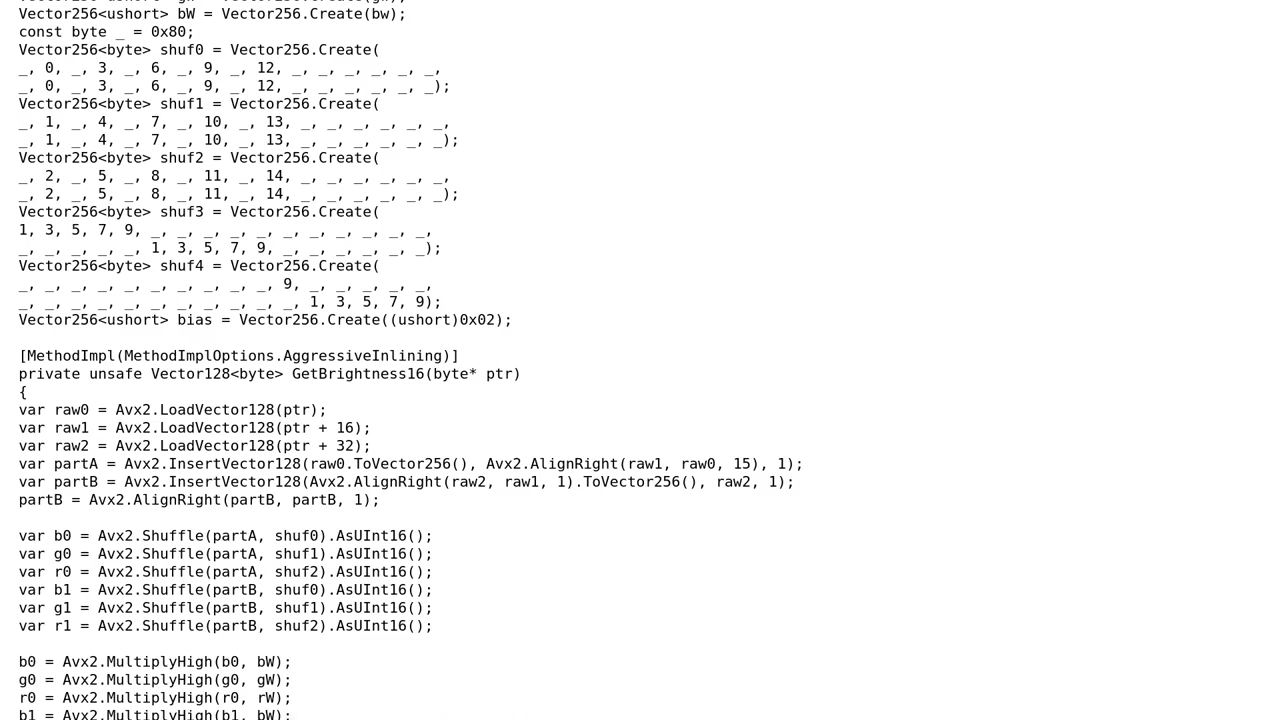 Vector256<ushort> bW = Vector256.Create(bw);
const byte _ = 0x80;
Vector256<byte> shuf0 = Vector256.Create(
_, 0, _, 3, _, 6, _, 9, _, 12, _, _, _, _, _, _,
_, 0, _, 3, _, 6, _, 9, _, 12, _, _, _, _, _, _);
Vector256<byte> shuf1 = Vector256.Create(
_, 1, _, 4, _, 7, _, 10, _, 13, _, _, _, _, _, _,
_, 1, _, 4, _, 7, _, 10, _, 13, _, _, _, _, _, _);
Vector256<byte> shuf2 = Vector256.Create(
_, 2, _, 5, _, 8, _, 11, _, 14, _, _, _, _, _, _,
_, 2, _, 5, _, 8, _, 11, _, 14, _, _, _, _, _, _);
Vector256<byte> shuf3 = Vector256.Create(
1, 3, 5, 7, 9, _, _, _, _, _, _, _, _, _, _, _,
_, _, _, _, _, 1, 3, 5, 7, 9, _, _, _, _, _, _);
Vector256<byte> shuf4 = Vector256.Create(
_, _, _, _, _, _, _, _, _, _, 9, _, _, _, _, _,
_, _, _, _, _, _, _, _, _, _, _, 1, 3, 5, 7, 9);
Vector256<ushort> bias = Vector256.Create((ushort)0x02);
[MethodImpl(MethodImplOptions.AggressiveInlining)]
private unsafe Vector128<byte> GetBrightness16(byte* ptr)
{
var raw0 = Avx2.LoadVector128(ptr);
var raw1 = Avx2.LoadVector128(ptr + 16);
var raw2 = Avx2.LoadVector128(ptr + 32);
var partA = Avx2.InsertVector128(raw0.ToVector256(), Avx2.AlignRight(raw1, raw0, 15), 1);
var partB = Avx2.InsertVector128(Avx2.AlignRight(raw2, raw1, 1).ToVector256(), raw2, 1);
partB = Avx2.AlignRight(partB, partB, 1);
var b0 = Avx2.Shuffle(partA, shuf0).AsUInt16();
var g0 = Avx2.Shuffle(partA, shuf1).AsUInt16();
var r0 = Avx2.Shuffle(partA, shuf2).AsUInt16();
var b1 = Avx2.Shuffle(partB, shuf0).AsUInt16();
var g1 = Avx2.Shuffle(partB, shuf1).AsUInt16();
var r1 = Avx2.Shuffle(partB, shuf2).AsUInt16();
b0 = Avx2.MultiplyHigh(b0, bW);
g0 = Avx2.MultiplyHigh(g0, gW);
r0 = Avx2.MultiplyHigh(r0, rW);
b1 = Avx2.MultiplyHigh(b1, bW);